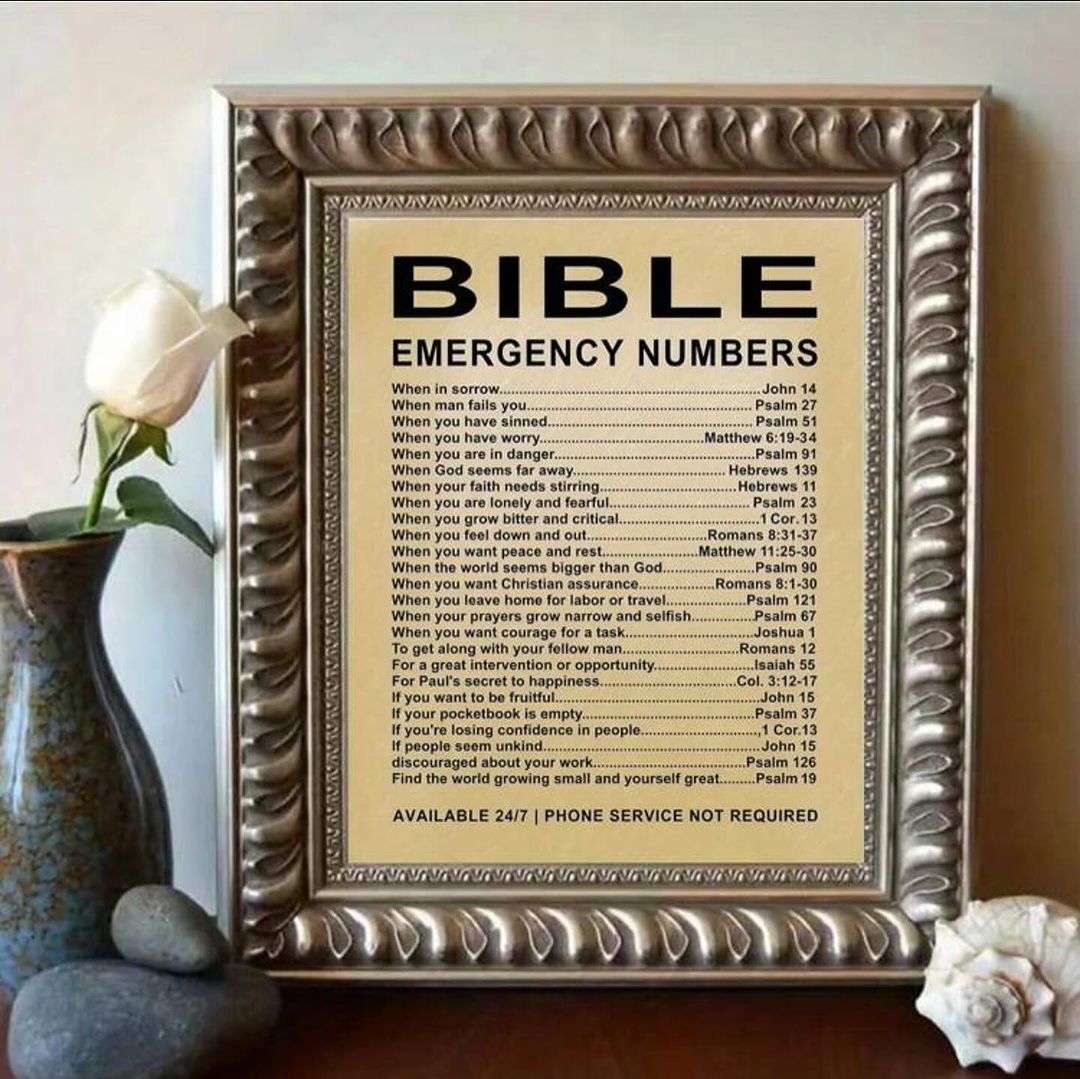 BIBLE
EMERGENCY NUMBERS
When in sorrow..............................................................John 14
When man fails you...................................................... Psalm 27
When you have sinned................................................. Psalm 51
When you have worry.......................................Matthew 6:19-34
When you are in danger................................................Psalm 91
When God seems far away.................................... Hebrews 139
When your faith needs stirring.................................Hebrews 11
When you are lonely and fearful.................................. Psalm 23
When you grow bitter and critical..................................1 Cor.13
When you feel down and out.............................Romans 8:31-37
When you want peace and rest.......................Matthew 11:25-30
When the world seems bigger than God......................Psalm 90
When you want Christian assurance..................Romans 8:1-30
When you leave home for labor or travel...................Psalm 121
When your prayers grow narrow and selfish...............Psalm 67
When you want courage for a task...............................Joshua 1
To get along with your fellow man............................Romans 12
For a great intervention or opportunity........................Isaiah 55
For Paul's secret to happiness.................................Col. 3:12-17
If you want to be fruitful.................................................John 15
If your pocketbook is empty.........................................Psalm 37
If you're losing confidence in people............................,1 Cor.13
If people seem unkind....................................................John 15
discouraged about your work....................................Psalm 126
Find the world growing small and yourself great.........Psalm 19
AVAILABLE 24/7 | PHONE SERVICE NOT REQUIRED